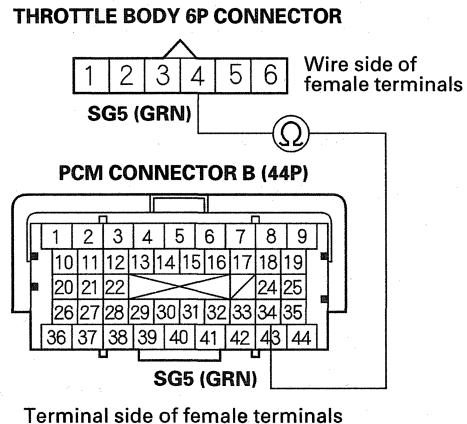 THROTTLE BODY 6P CONNECTOR
1 2 3 4 5 6
Wire side of
female terminals
SG5 (GRN)
Ω
PCM CONNECTOR B (44P)
1 2 3 4 5 6 7 8 9
10 11 12 13 14 15 16 17 18 19
20 21 22 24 25
26 27 28 29 30 31 32 33 34 35
36 37 38 39 40 41 42 43 44
SG5 (GRN)
Terminal side of female terminals